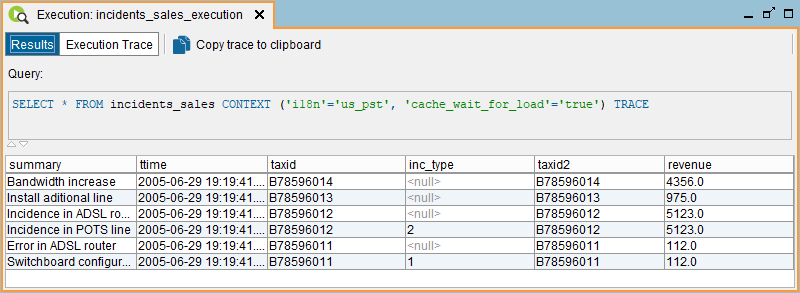 Execution: incidents_sales_execution
Results Execution Trace Copy trace to clipboard
Query:
SELECT * FROM incidents_sales CONTEXT ('i18n'='us_pst', 'cache_wait_for_load'='true') TRACE
summary ttime taxid inc_type taxid2 revenue
Bandwidth increase 2005-06-29 19:19:41.... B78596014 <null> B78596014 4356.0
Install aditional line 2005-06-29 19:19:41.... B78596013 <null> B78596013 975.0
Incidence in ADSL ro... 2005-06-29 19:19:41.... B78596012 <null> B78596012 5123.0
Incidence in POTS line 2005-06-29 19:19:41.... B78596012 2 B78596012 5123.0
Error in ADSL router 2005-06-29 19:19:41.... B78596011 <null> B78596011 112.0
Switchboard configur... 2005-06-29 19:19:41.... B78596011 1 B78596011 112.0